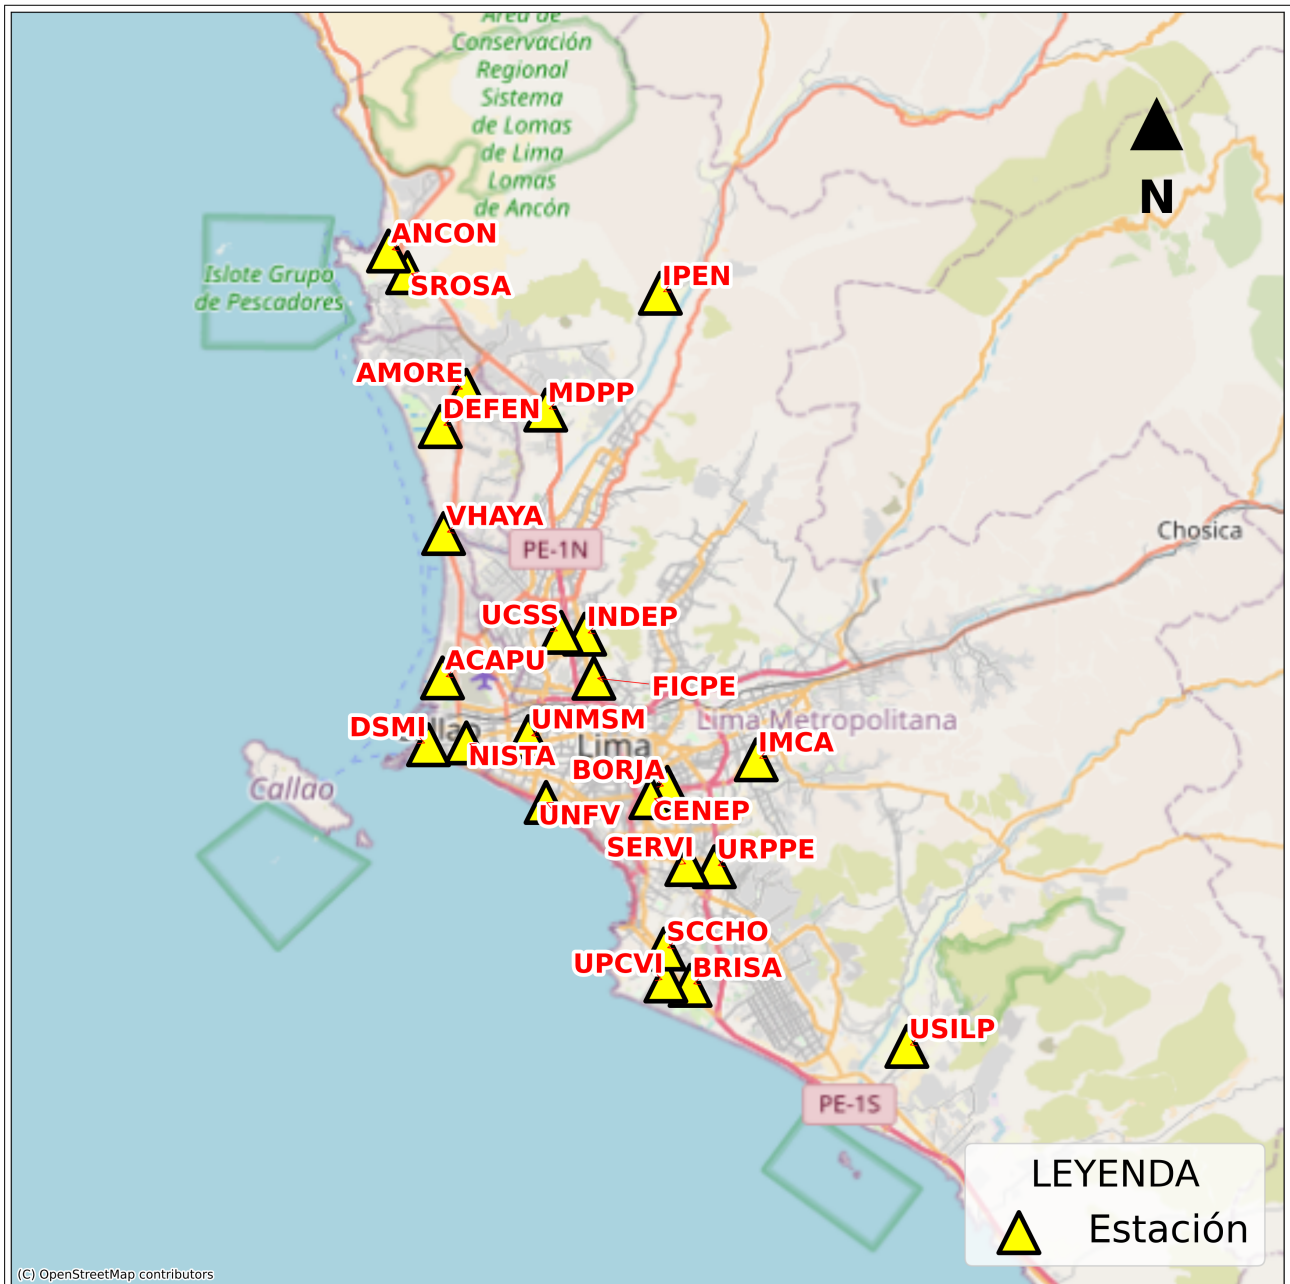 Área de
Conservación
Regional
Sistema
de Lomas
de Lima
Lomas
de Ancón
N
ANCON
SROSA
Islote Grupo
de Pescadores
IPEN
AMORE
MDPP
DEFEN
VHAYA
PE-1N
Chosica
UCSS
INDEP
ACAPU
FICPE
UNMSM
Lima Metropolitana
DSMI
Callao
NISTA
Lima
IMCA
BORJA
Callao
UNFV
CENEP
SERVI
URPPE
SCCHO
UPCVI
BRISA
USILP
PE-1S
LEYENDA
Estación
(C) OpenStreetMap contributors